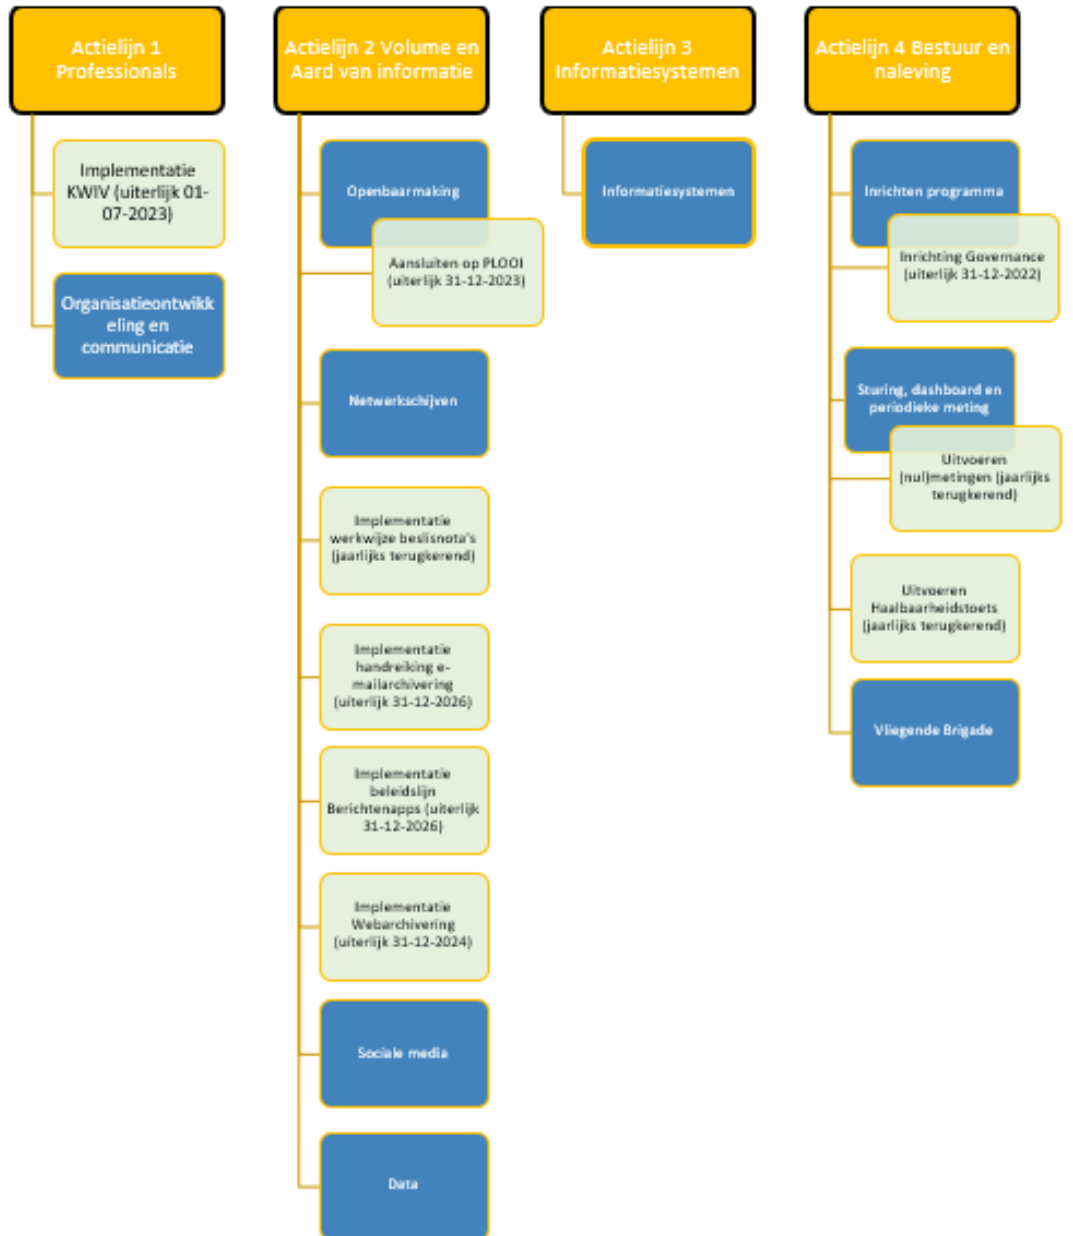 Actielijn 1
Professionals
Implementatie
KWIV (uiterlijk 01-
07-2023)
Organisatieontwikk
eling en
communicatie
Actielijn 2 Volume en
Aard van informatie
Openbaarmaking
Aansluiten op PLOOI
(uiterlijk 31-12-2023)
Netwerkschijven
Implementatie
werkwijze beslisnota's
(jaarlijks terugkerend)
Implementatie
handreiking e-
mailarchivering
(uiterlijk 31-12-2026)
Implementatie
beleidslijn
Berichtenapps (uiterlijk
31-12-2026)
Implementatie
Webarchivering
(uiterlijk 31-12-2024)
Sociale media
Data
Actielijn 3
Informatiesystemen
Informatiesystemen
Actielijn 4 Bestuur en
naleving
Inrichten programma
Inrichting Governance
(uiterlijk 31-12-2022)
Sturing, dashboard en
periodieke meting
Uitvoeren
(nul)metingen (jaarlijks
terugkerend)
Uitvoeren
Haalbaarheidstoets
(jaarlijks terugkerend)
Vliegende Brigade